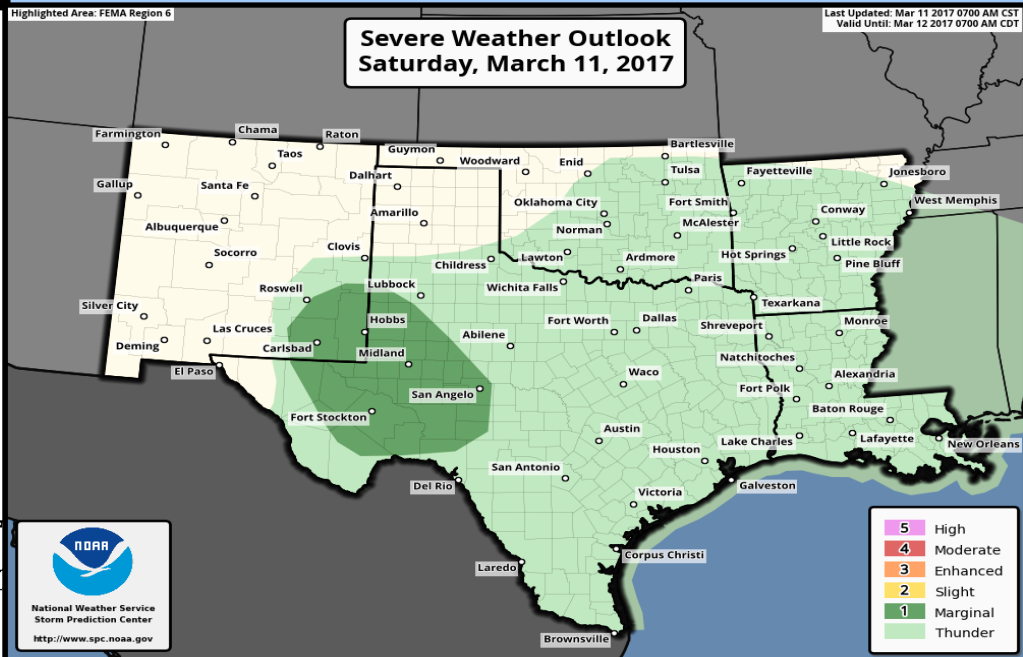 Highlighted Area: FEMA Region 6
Last Updated: Mar 11 2017 0700 AM CST
Valid Until: Mar 12 2017 0700 AM CDT
Severe Weather Outlook
Saturday, March 11, 2017
Farmington
Chama
Raton
Taos
Guymon
Woodward
Enid
Bartlesville
Gallup
Santa Fe
Dalhart
Tulsa
Fayetteville
Jonesboro
Albuquerque
Amarillo
Oklahoma City
Fort Smith
West Memphis
Norman
McAlester
Conway
Socorro
Clovis
Childress
Lawton
Ardmore
Hot Springs
Little Rock
Pine Bluff
Roswell
Lubbock
Wichita Falls
Paris
Texarkana
Silver City
Las Cruces
Hobbs
Abilene
Fort Worth
Dallas
Shreveport
Monroe
Deming
Carlsbad
Midland
Natchitoches
El Paso
San Angelo
Waco
Fort Polk
Alexandria
Fort Stockton
Austin
Houston
Baton Rouge
Lake Charles
Lafayette
New Orleans
Del Rio
San Antonio
Victoria
Galveston
Laredo
Corpus Christi
Brownsville
NOAA
National Weather Service
Storm Prediction Center
http://www.spc.noaa.gov
5 High
4 Moderate
3 Enhanced
2 Slight
1 Marginal
Thunder